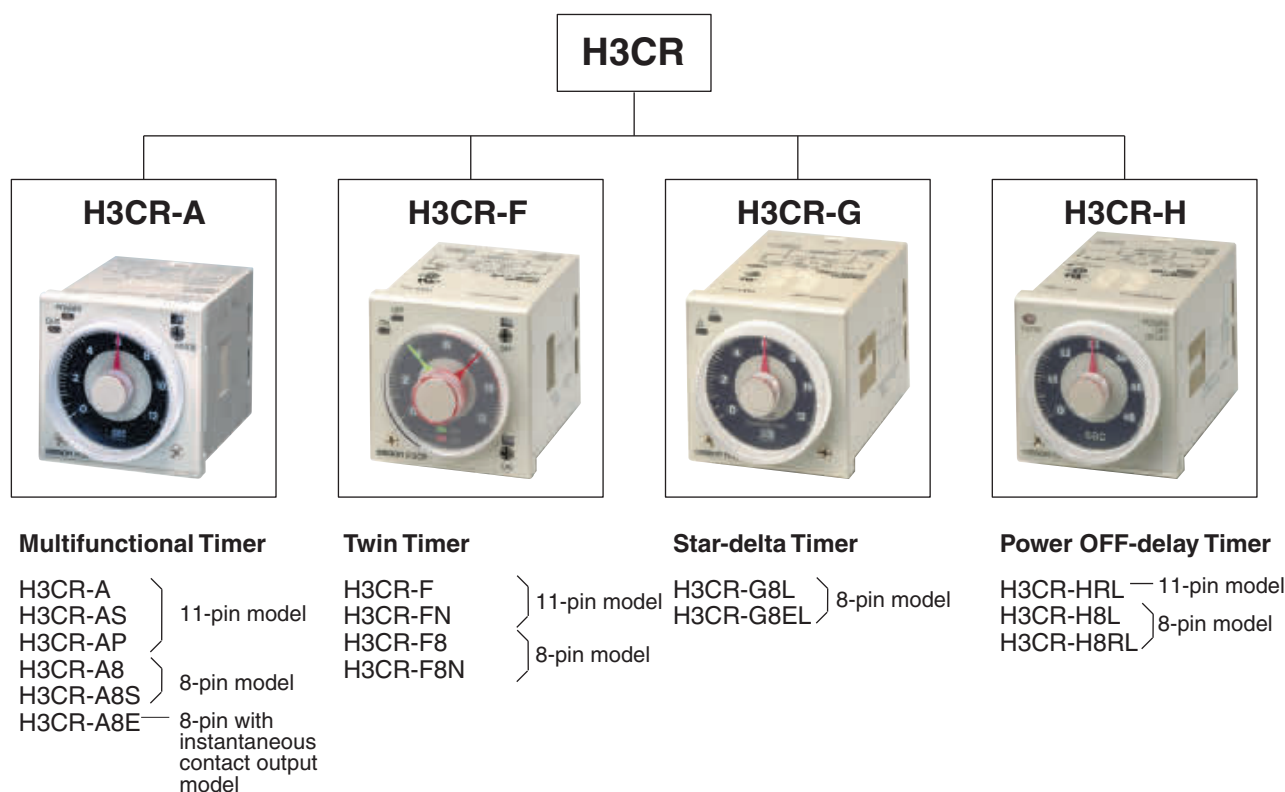 H3CR
H3CR-A
H3CR-F
H3CR-G
H3CR-H
Multifunctional Timer
H3CR-A
H3CR-AS
H3CR-AP
11-pin model
H3CR-A8
H3CR-A8S
8-pin model
H3CR-A8E
8-pin with
instantaneous
contact output
model
Twin Timer
H3CR-F
H3CR-FN
11-pin model
H3CR-F8
H3CR-F8N
8-pin model
Star-delta Timer
H3CR-G8L
H3CR-G8EL
8-pin model
Power OFF-delay Timer
H3CR-HRL
11-pin model
H3CR-H8L
H3CR-H8RL
8-pin model